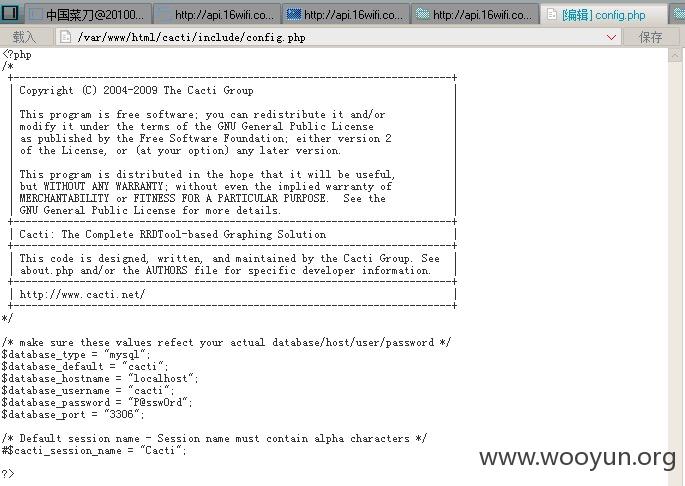 中国菜刀@20100...
http://api.16wifi.co...
http://api.16wifi.co...
http://api.16wifi.co...
[编辑] config.php
载入
/var/www/html/cacti/include/config.php
保存
<?php
/*
+-------------------------------------------------------------------------+
| Copyright (C) 2004-2009 The Cacti Group                                 |
|                                                                         |
| This program is free software; you can redistribute it and/or           |
| modify it under the terms of the GNU General Public License             |
| as published by the Free Software Foundation; either version 2          |
| of the License, or (at your option) any later version.                  |
|                                                                         |
| This program is distributed in the hope that it will be useful,         |
| but WITHOUT ANY WARRANTY; without even the implied warranty of          |
| MERCHANTABILITY or FITNESS FOR A PARTICULAR PURPOSE.  See the           |
| GNU General Public License for more details.                            |
+-------------------------------------------------------------------------+
| Cacti: The Complete RRDTool-based Graphing Solution                     |
+-------------------------------------------------------------------------+
| This code is designed, written, and maintained by the Cacti Group. See  |
| about.php and/or the AUTHORS file for specific developer information.   |
+-------------------------------------------------------------------------+
| http://www.cacti.net/                                                   |
+-------------------------------------------------------------------------+
*/
/* make sure these values refect your actual database/host/user/password */
$database_type = "mysql";
$database_default = "cacti";
$database_hostname = "localhost";
$database_username = "cacti";
$database_password = "P@ssw0rd";
$database_port = "3306";
/* Default session name - Session name must contain alpha characters */
#$cacti_session_name = "Cacti";
?>
www.wooyun.org